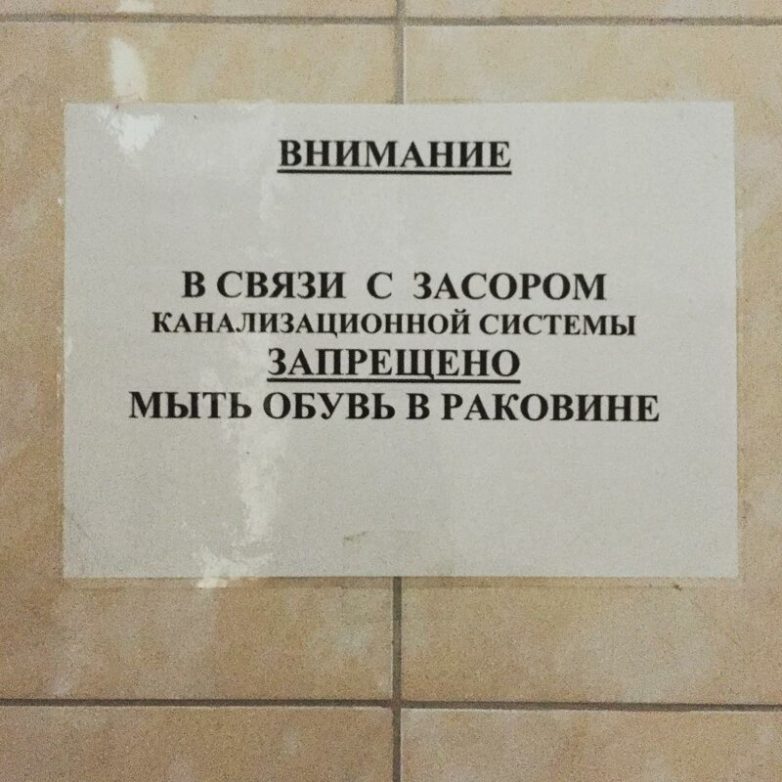 ВНИМАНИЕ
В СВЯЗИ С ЗАСОРОМ
КАНАЛИЗАЦИОННОЙ СИСТЕМЫ
ЗАПРЕЩЕНО
МЫТЬ ОБУВЬ В РАКОВИНЕ